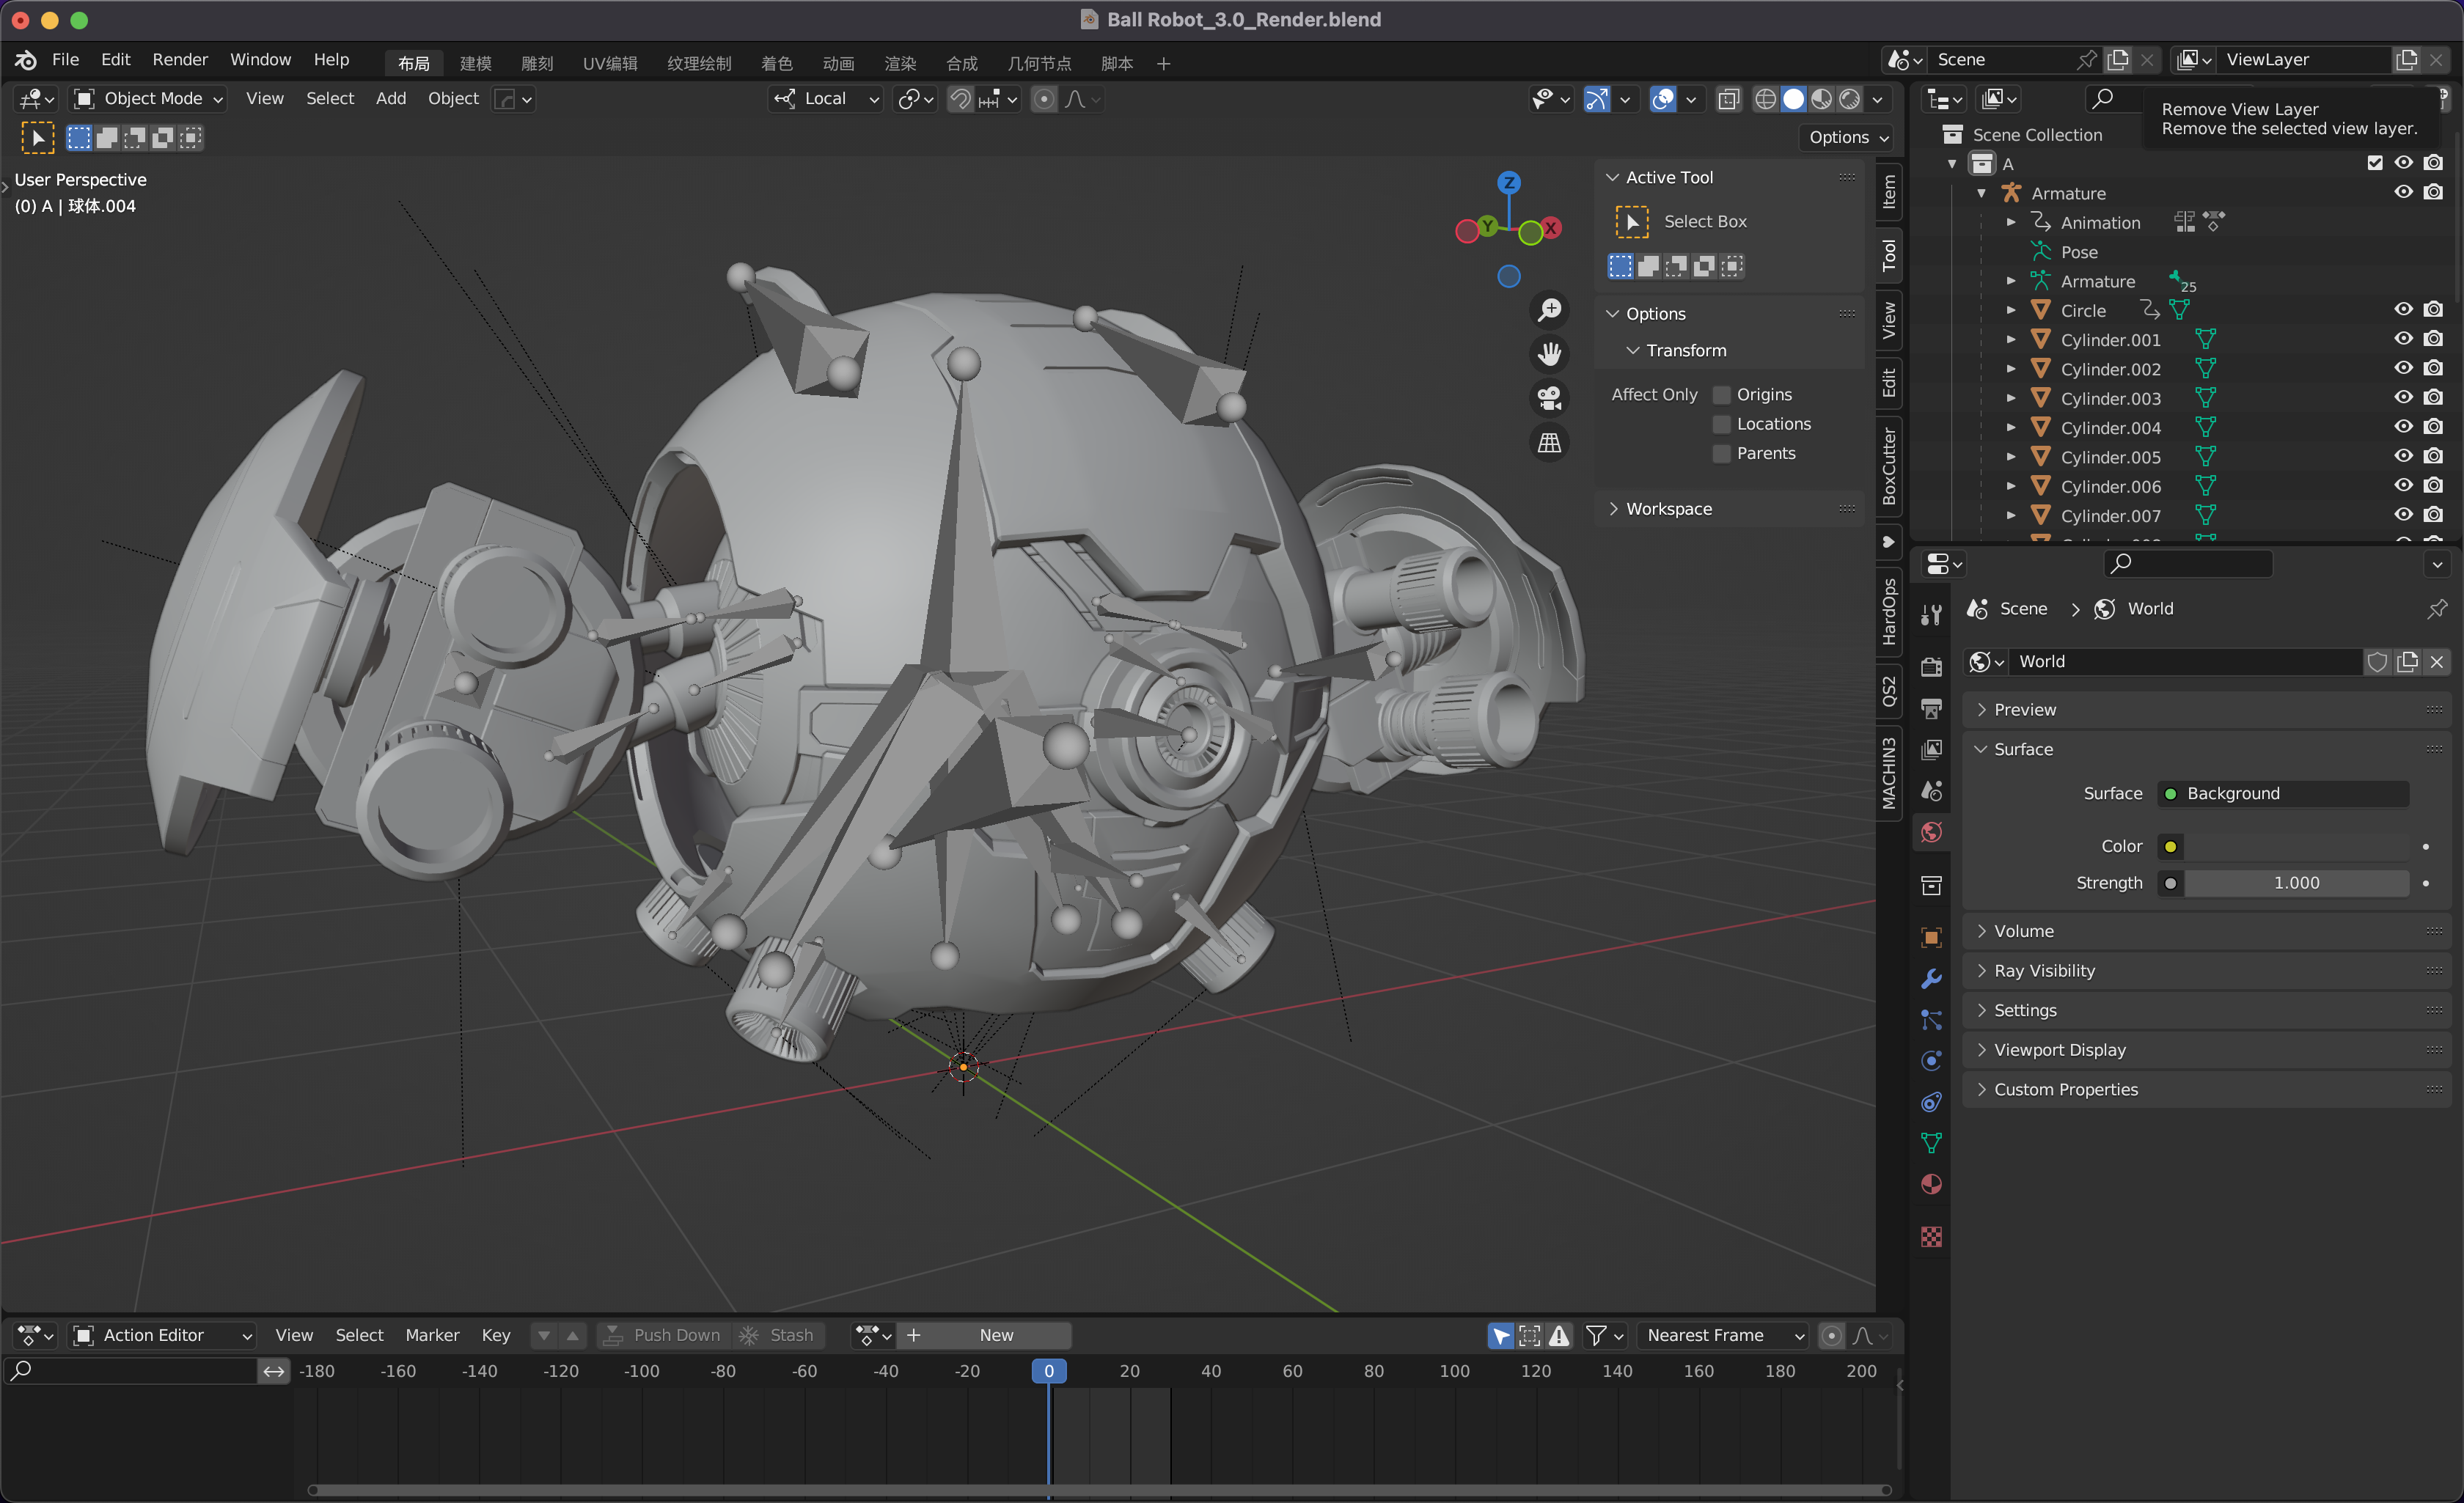 Ball Robot_3.0_Render.blend
File Edit Render Window Help 布局 建模 雕刻 UV编辑 纹理绘制 着色 动画 渲染 合成 几何节点 脚本 + Scene ViewLayer
Object Mode View Select Add Object Local
Options
User Perspective
(0) A | 球体.004
Z
Y
X
Active Tool
Select Box
Options
Transform
Affect Only Origins
Locations
Parents
Workspace
Item
Tool
View
Edit
BoxCutter
HardOps
QS2
MACHIN3
Remove View Layer
Remove the selected view layer.
Scene Collection
A
Armature
Animation
Pose
Armature 25
Circle
Cylinder.001
Cylinder.002
Cylinder.003
Cylinder.004
Cylinder.005
Cylinder.006
Cylinder.007
Scene > World
World
Preview
Surface
Surface Background
Color
Strength 1.000
Volume
Ray Visibility
Settings
Viewport Display
Custom Properties
Action Editor View Select Marker Key Push Down Stash + New Nearest Frame
-180 -160 -140 -120 -100 -80 -60 -40 -20 0 20 40 60 80 100 120 140 160 180 200